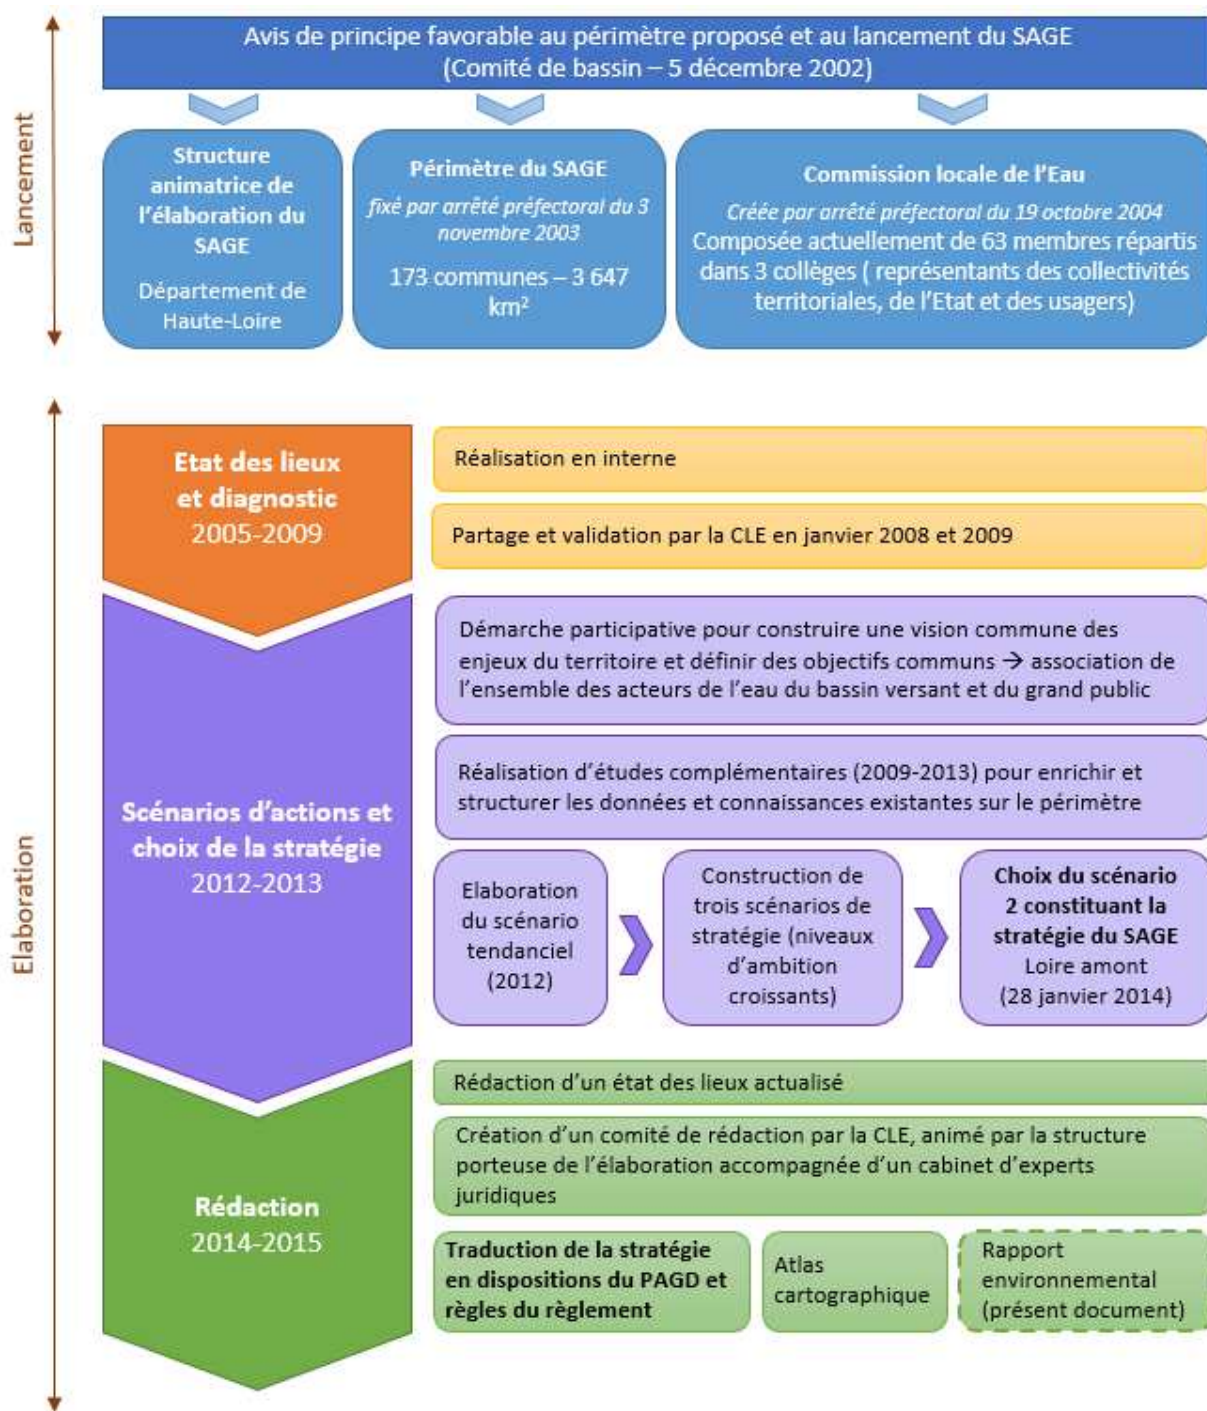 Avis de principe favorable au périmètre proposé et au lancement du SAGE
(Comité de bassin – 5 décembre 2002)
Lancement
Structure
animatrice de
l'élaboration du
SAGE
Département de
Haute-Loire
Périmètre du SAGE
fixé par arrêté préfectoral du 3
novembre 2003
173 communes – 3 647
km²
Commission locale de l'Eau
Créée par arrêté préfectoral du 19 octobre 2004
Composée actuellement de 63 membres répartis
dans 3 collèges ( représentants des collectivités
territoriales, de l'Etat et des usagers)
Elaboration
Etat des lieux
et diagnostic
2005-2009
Réalisation en interne
Partage et validation par la CLE en janvier 2008 et 2009
Scénarios d'actions et
choix de la stratégie
2012-2013
Démarche participative pour construire une vision commune des
enjeux du territoire et définir des objectifs communs → association de
l'ensemble des acteurs de l'eau du bassin versant et du grand public
Réalisation d'études complémentaires (2009-2013) pour enrichir et
structurer les données et connaissances existantes sur le périmètre
Elaboration
du scénario
tendanciel
(2012)
Construction de
trois scénarios de
stratégie (niveaux
d'ambition
croissants)
Choix du scénario
2 constituant la
stratégie du SAGE
Loire amont
(28 janvier 2014)
Rédaction
2014-2015
Rédaction d'un état des lieux actualisé
Création d'un comité de rédaction par la CLE, animé par la structure
porteuse de l'élaboration accompagnée d'un cabinet d'experts
juridiques
Traduction de la stratégie
en dispositions du PAGD et
règles du règlement
Atlas
cartographique
Rapport
environnemental
(présent document)